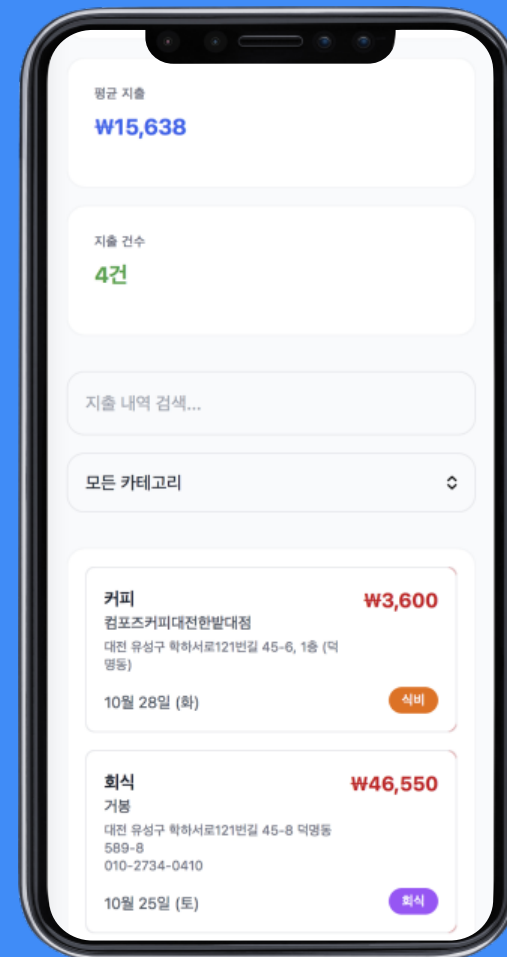 평균 지출
₩15,638
지출 건수
4건
지출 내역 검색...
모든 카테고리
커피
₩3,600
컴포즈커피대전한밭대점
대전 유성구 학하서로121번길 45-6, 1층 (덕
명동)
10월 28일 (화)
식비
회식
₩46,550
거봉
대전 유성구 학하서로121번길 45-8 덕명동
589-8
010-2734-0410
10월 25일 (토)
회식